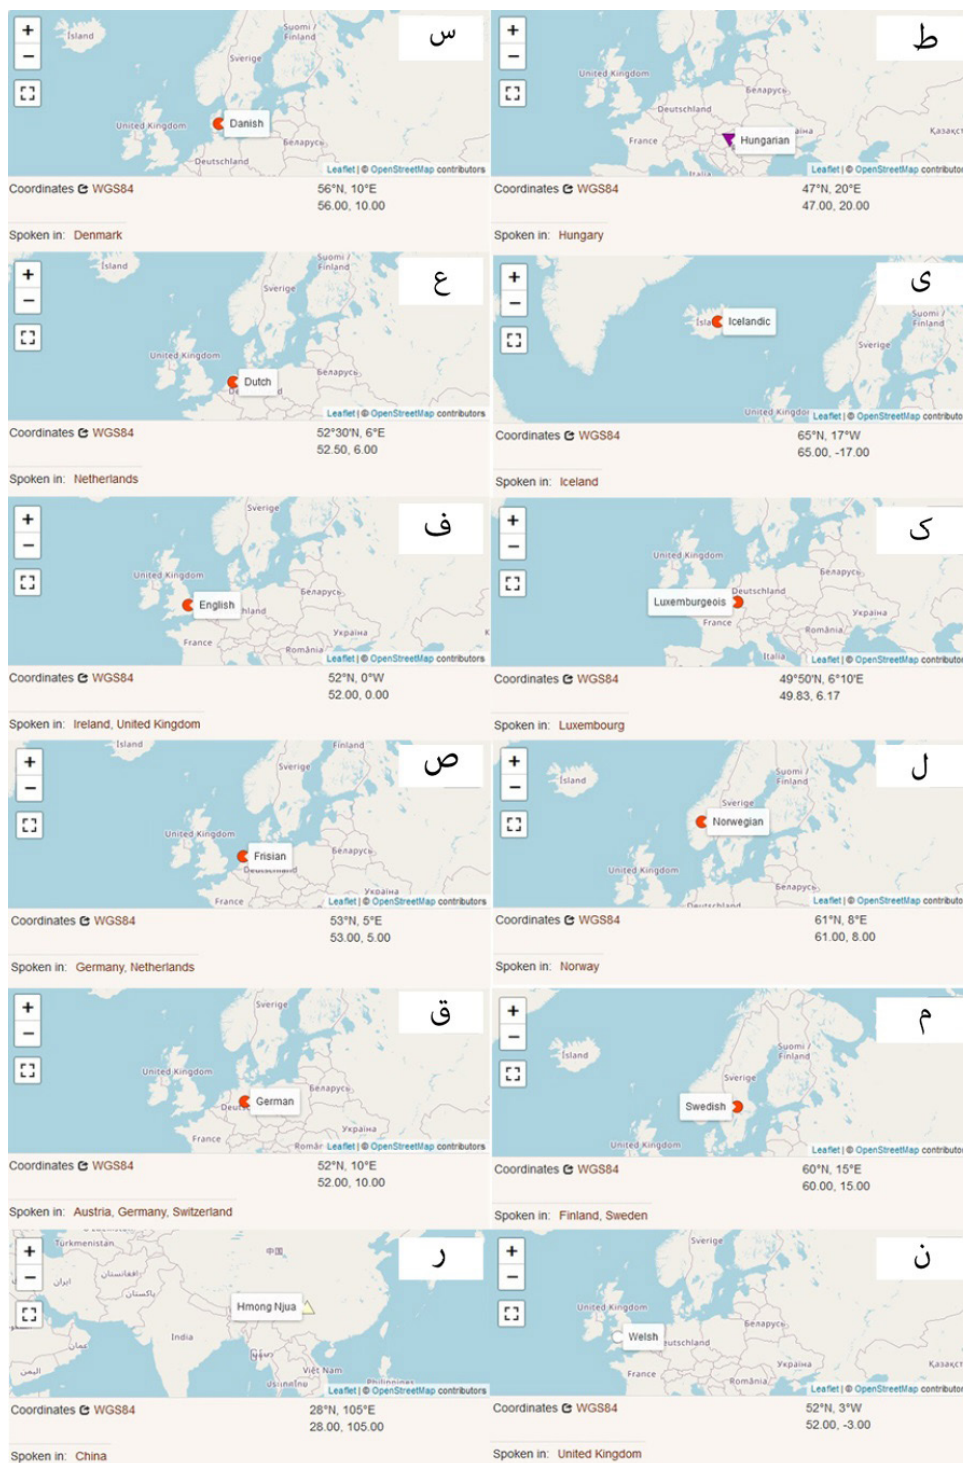 س
+
−
Ísland
Suomi / Finland
Sverige
United Kingdom
Danish
Беларусь
Deutschland
Leaflet | © OpenStreetMap contributors
Coordinates WGS84
56°N, 10°E
56.00, 10.00
Spoken in: Denmark
ط
+
−
United Kingdom
Беларусь
Deutschland
France
Hungarian
Қазақс
Italia
Leaflet | © OpenStreetMap contributors
Coordinates WGS84
47°N, 20°E
47.00, 20.00
Spoken in: Hungary
ع
+
−
Ísland
Suomi / Finland
Sverige
United Kingdom
Беларусь
Dutch
Leaflet | © OpenStreetMap contributors
Coordinates WGS84
52°30'N, 6°E
52.50, 6.00
Spoken in: Netherlands
ی
+
−
Icelandic
Suomi / Finland
Sverige
Leaflet | © OpenStreetMap contributors
Coordinates WGS84
65°N, 17°W
65.00, -17.00
Spoken in: Iceland
ف
+
−
Sverige
United Kingdom
Беларусь
English
France
Україна
România
Leaflet | © OpenStreetMap contributors
Coordinates WGS84
52°N, 0°W
52.00, 0.00
Spoken in: Ireland, United Kingdom
ک
+
−
United Kingdom
Беларусь
Deutschland
Luxemburgeois
France
Україна
România
Italia
Leaflet | © OpenStreetMap contributors
Coordinates WGS84
49°50'N, 6°10'E
49.83, 6.17
Spoken in: Luxembourg
ص
+
−
Ísland
Finland
Sverige
United Kingdom
Беларусь
Frisian
Deutschland
Україна
France
Leaflet | © OpenStreetMap contributors
Coordinates WGS84
53°N, 5°E
53.00, 5.00
Spoken in: Germany, Netherlands
ل
+
−
Ísland
Suomi / Finland
Sverige
Norwegian
United Kingdom
Беларусь
Deutschland
Leaflet | © OpenStreetMap contributors
Coordinates WGS84
61°N, 8°E
61.00, 8.00
Spoken in: Norway
ق
+
−
Sverige
United Kingdom
Беларусь
German
France
Україна
Leaflet | © OpenStreetMap contributors
Coordinates WGS84
52°N, 10°E
52.00, 10.00
Spoken in: Austria, Germany, Switzerland
م
+
−
Ísland
Suomi / Finland
Sverige
Swedish
United Kingdom
Leaflet | © OpenStreetMap contributors
Coordinates WGS84
60°N, 15°E
60.00, 15.00
Spoken in: Finland, Sweden
ر
+
−
Türkmenistan
中国
ایران
افغانستان
پاکستان
Hmong Njua
India
عمان
اليمن
Việt Nam
Philippines
Leaflet | © OpenStreetMap contributors
Coordinates WGS84
28°N, 105°E
28.00, 105.00
Spoken in: China
ن
+
−
Sverige
United Kingdom
Беларусь
Welsh
France
Україна
Қазақст
România
Leaflet | © OpenStreetMap contributors
Coordinates WGS84
52°N, 3°W
52.00, -3.00
Spoken in: United Kingdom